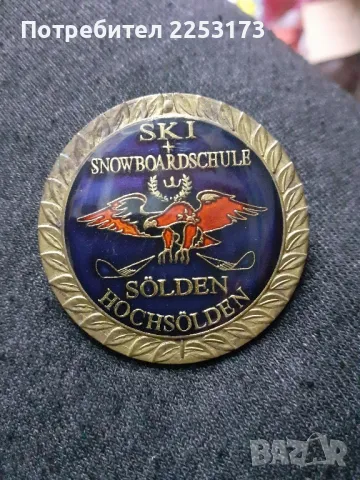 Потребител 2253173
SKI
+
SNOWBOARDSCHULE
SÖLDEN
HOCHSÖLDEN
BAZAR